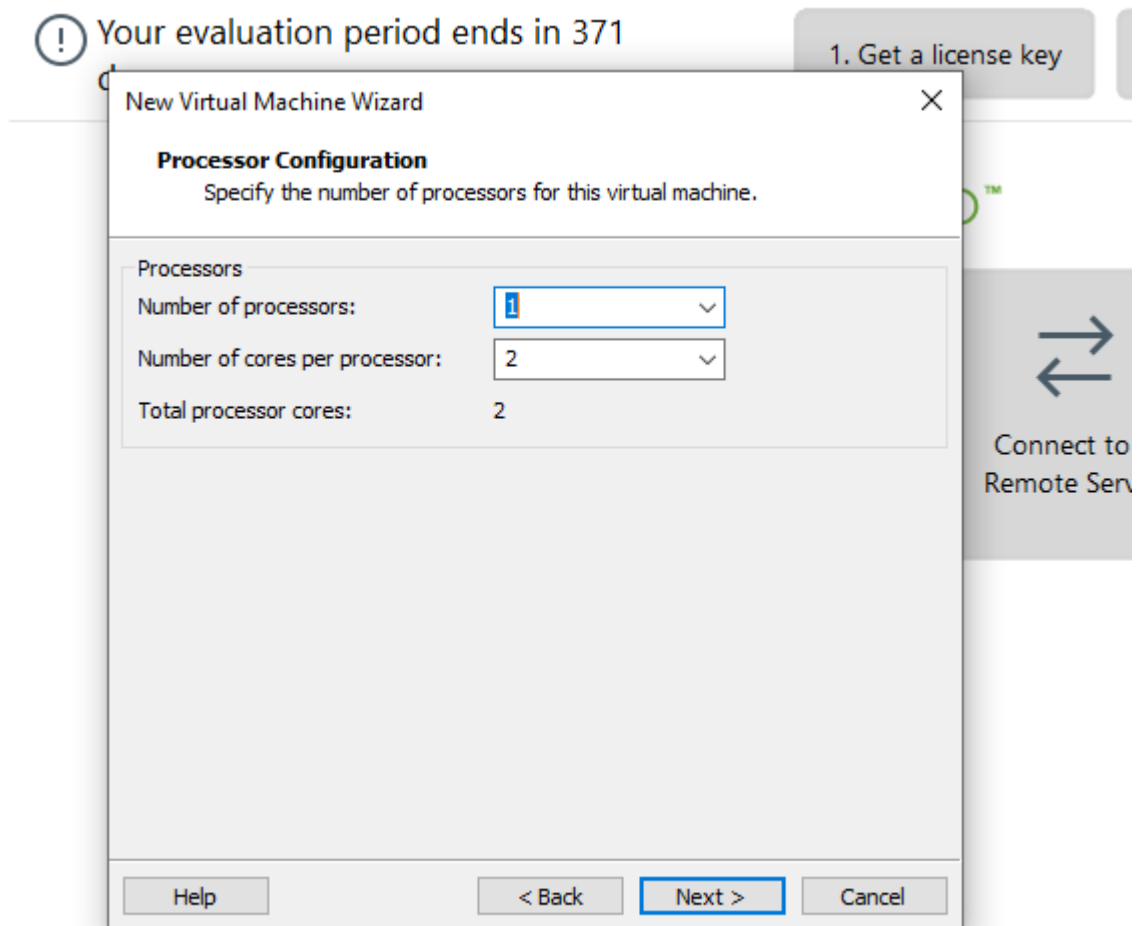 Your evaluation period ends in 371
1. Get a license key
New Virtual Machine Wizard
Processor Configuration
Specify the number of processors for this virtual machine.
TM
Processors
Number of processors:
1
Number of cores per processor:
2
Total processor cores:
2
Connect to
Remote Serv
Help
< Back
Next >
Cancel